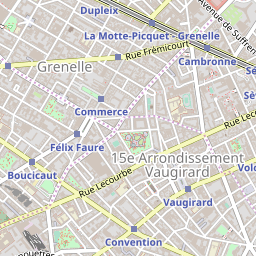 Dupleix
Avenue de Suffren
La Motte-Picquet - Grenelle
Rue Frémicourt
Cambronne
Grenelle
Commerce
Rue Lecourbe
Félix Faure
15e Arrondissement
Vaugirard
Boucicaut
Rue Lecourbe
Vaugirard
Convention